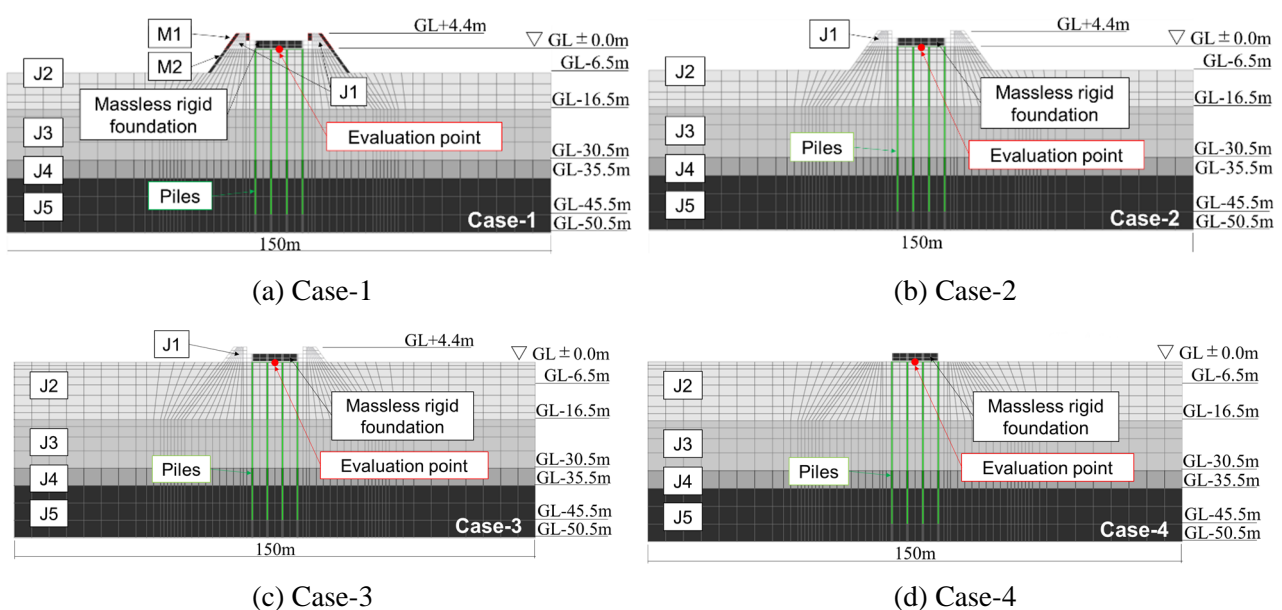 M1
M2
J1
J2
J3
J4
J5
Massless rigid
foundation
Evaluation point
Piles
GL+4.4m
▽ GL±0.0m
GL-6.5m
GL-16.5m
GL-30.5m
GL-35.5m
GL-45.5m
GL-50.5m
Case-1
150m
(a) Case-1
J1
J2
J3
J4
J5
Massless rigid
foundation
Piles
Evaluation point
GL+4.4m
▽ GL±0.0m
GL-6.5m
GL-16.5m
GL-30.5m
GL-35.5m
GL-45.5m
GL-50.5m
Case-2
150m
(b) Case-2
J1
J2
J3
J4
J5
Massless rigid
foundation
Piles
Evaluation point
GL+4.4m
▽ GL±0.0m
GL-6.5m
GL-16.5m
GL-30.5m
GL-35.5m
GL-45.5m
GL-50.5m
Case-3
150m
(c) Case-3
J2
J3
J4
J5
Massless rigid
foundation
Piles
Evaluation point
▽ GL±0.0m
GL-6.5m
GL-16.5m
GL-30.5m
GL-35.5m
GL-45.5m
GL-50.5m
Case-4
150m
(d) Case-4